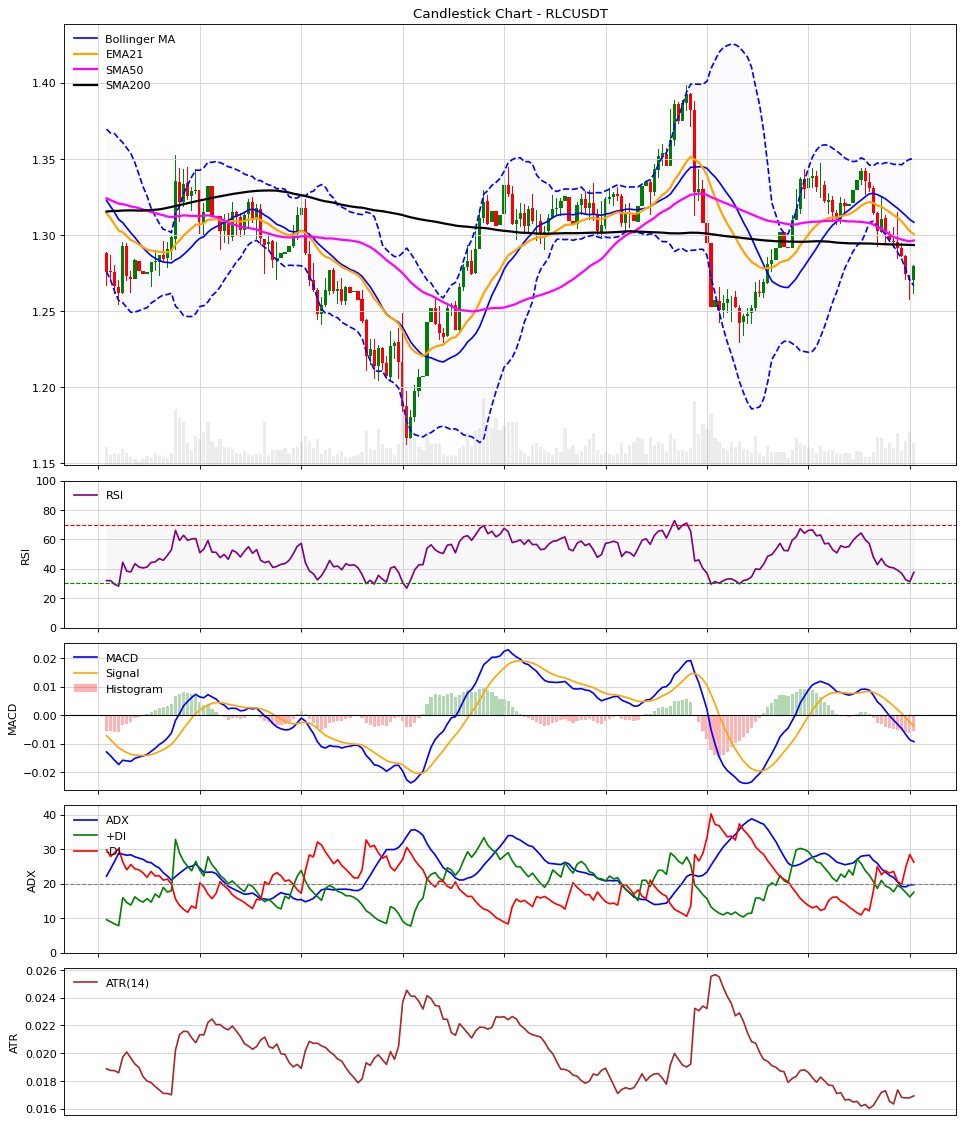 Candlestick Chart - RLCUSDT
Bollinger MA
EMA21
SMA50
SMA200
1.40
1.35
1.30
1.25
1.20
1.15
RSI
RSI
100
80
60
40
20
0
MACD
Signal
Histogram
MACD
0.02
0.01
0.00
−0.01
−0.02
ADX
+DI
-DI
ADX
40
30
20
10
0
ATR(14)
ATR
0.026
0.024
0.022
0.020
0.018
0.016